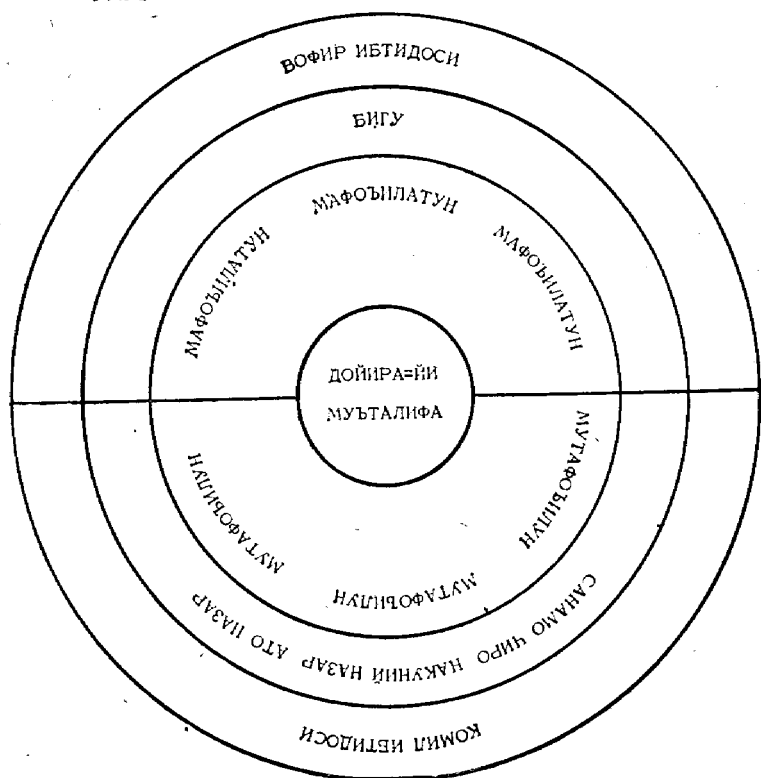 ВОФИР ИБТИДОСИ
БИГУ
МАФОЪИЛАТУН
МАФОЪИЛАТУН
МАФОЪИЛАТУН
ДОЙИРА=ЙИ
МУЪТАЛИФА
МУТАФОЪИЛУН
МУТАФОЪИЛУН
МУТАФОЪИЛУН
САНАМО ЧИРО НАКУНИЙ НАЗАР АТО НАЗАР
КОМИЛ ИБТИДОСИ